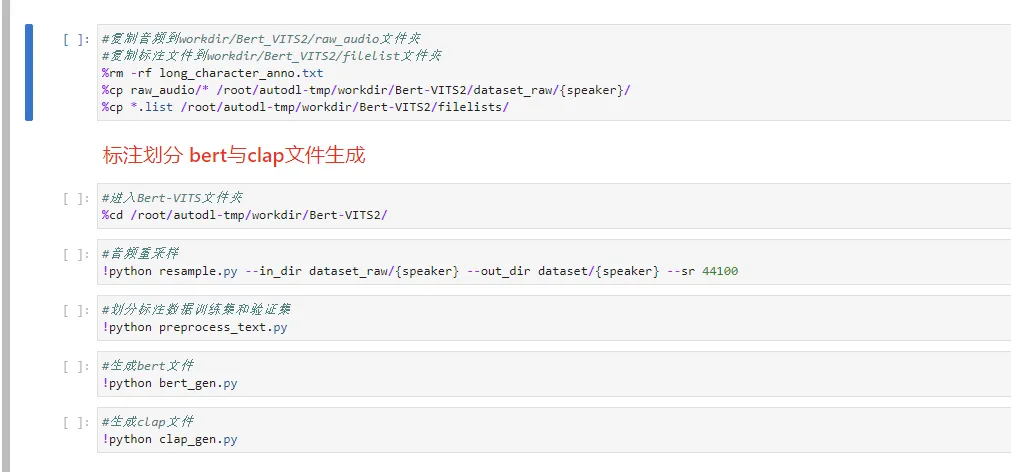 [ ]: #复制音频到workdir/Bert_VITS2/raw_audio文件夹
#复制标注文件到workdir/Bert_VITS2/filelist文件夹
%rm -rf long_character_anno.txt
%cp raw_audio/* /root/autodl-tmp/workdir/Bert-VITS2/dataset_raw/{speaker}/
%cp *.list /root/autodl-tmp/workdir/Bert-VITS2/filelists/
标注划分 bert与clap文件生成
[ ]: #进入Bert-VITS文件夹
%cd /root/autodl-tmp/workdir/Bert-VITS2/
[ ]: #音频重采样
!python resample.py --in_dir dataset_raw/{speaker} --out_dir dataset/{speaker} --sr 44100
[ ]: #划分标注数据训练集和验证集
!python preprocess_text.py
[ ]: #生成bert文件
!python bert_gen.py
[ ]: #生成clap文件
!python clap_gen.py